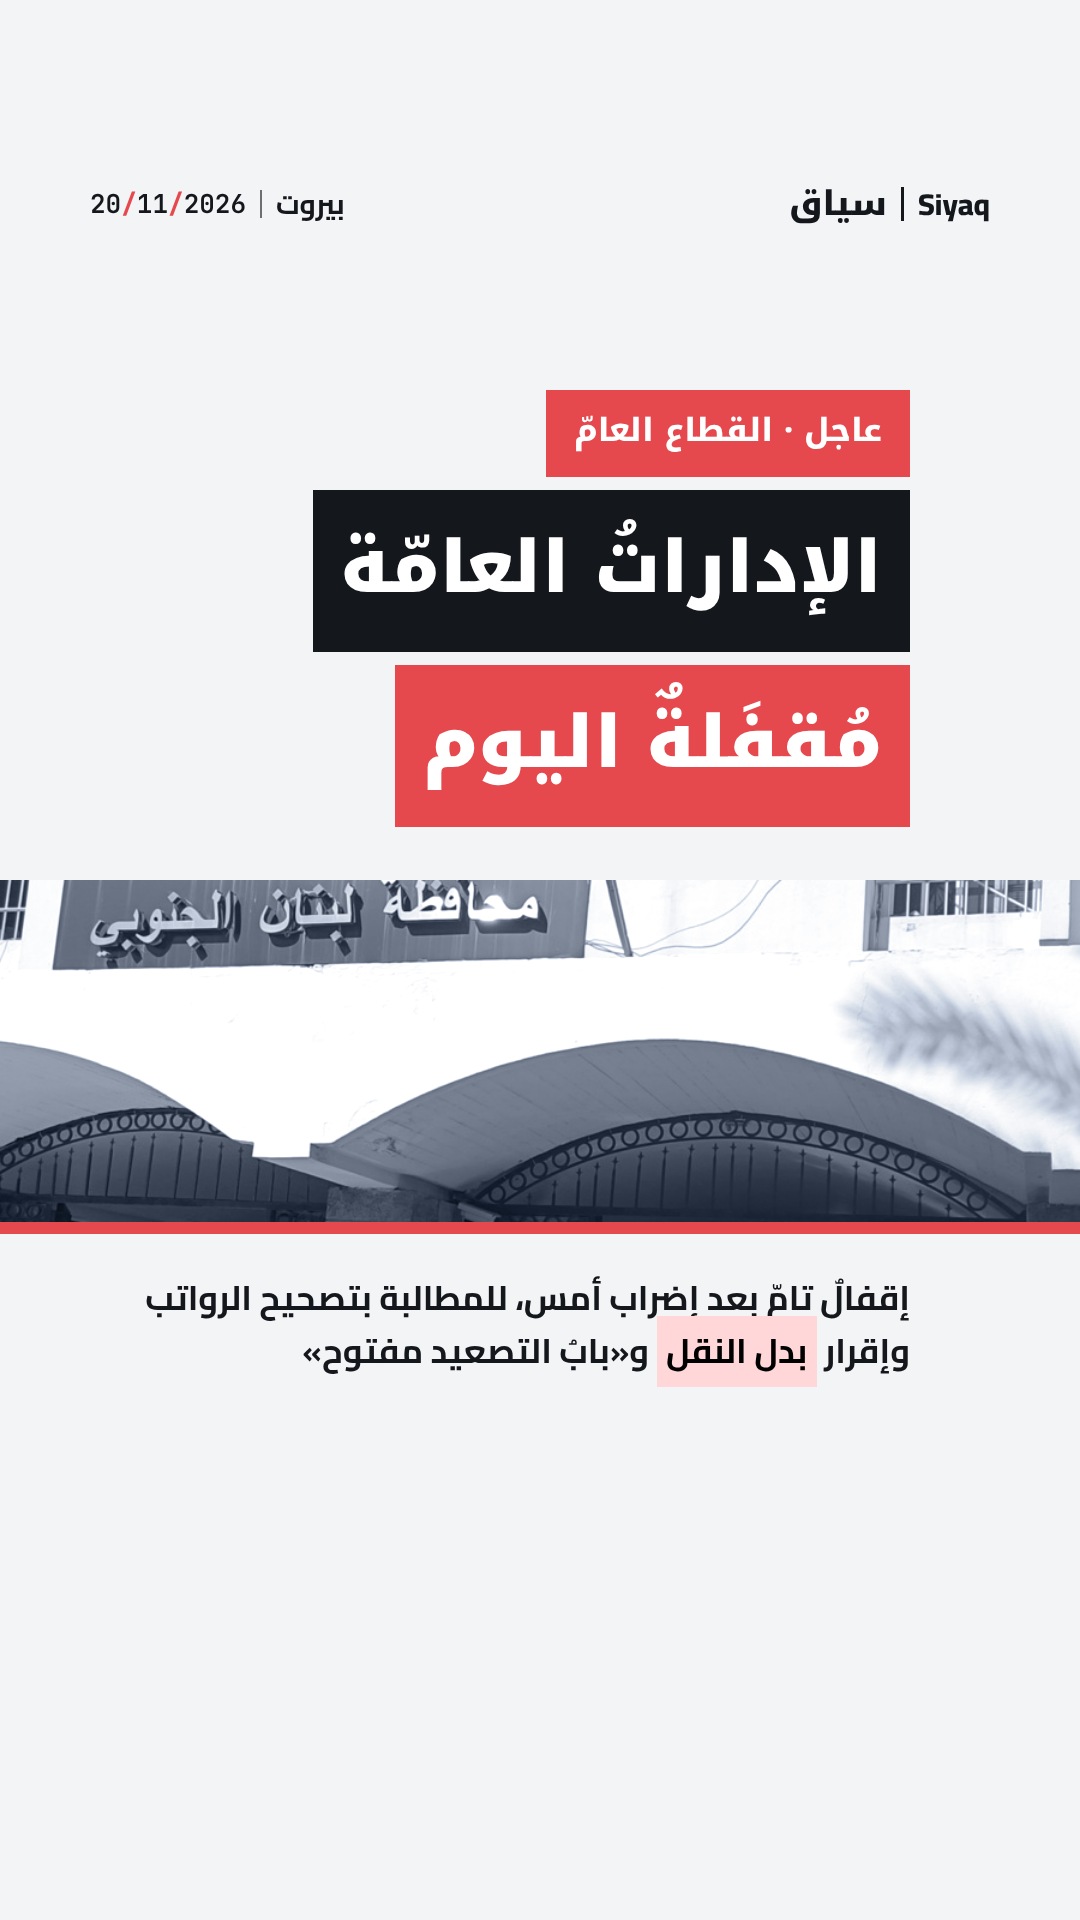 سياق | Siyaq
بيروت | 20/11/2026
عاجل · القطاع العامّ
الإداراتُ العامّة
مُقفَلةٌ اليوم
محافظة لبنان الجنوبي
إقفالٌ تامّ بعد إضراب أمس، للمطالبة بتصحيح الرواتب
وإقرار بدل النقل و«بابُ التصعيد مفتوح»